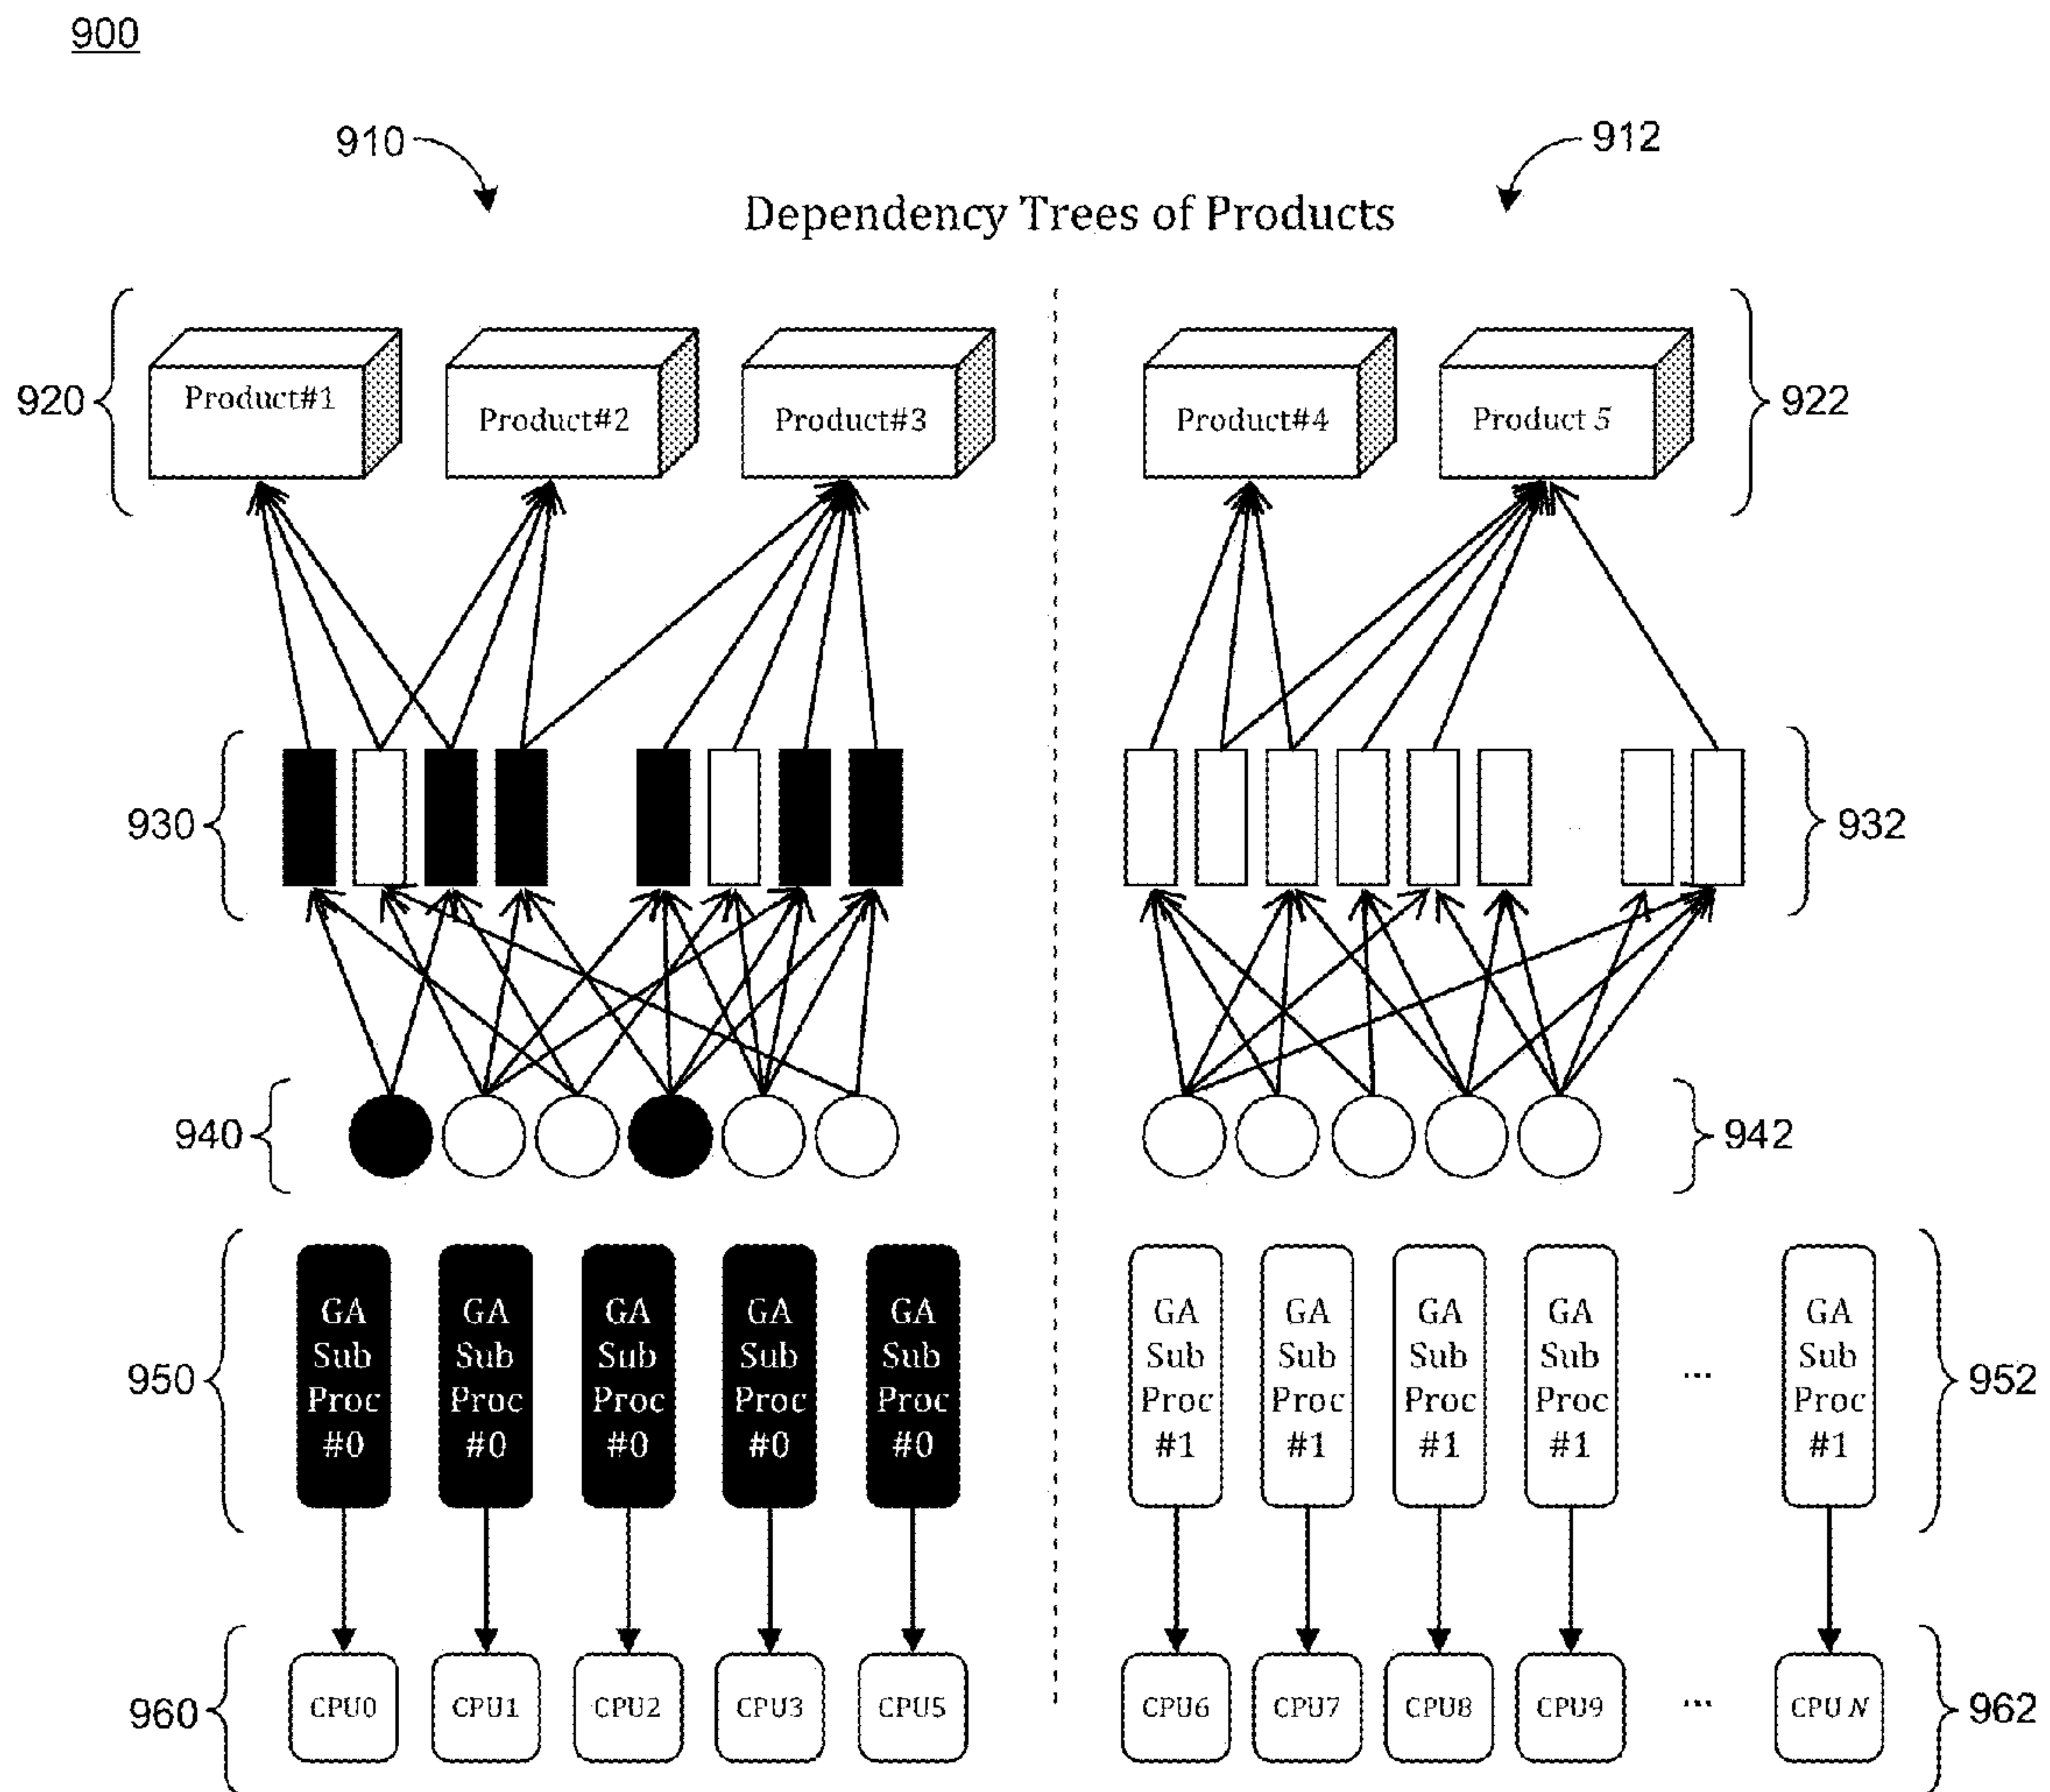 900
910
912
Dependency Trees of Products
920
Product#1
Product#2
Product#3
Product#4
Product 5
922
930
932
940
942
950
GA
Sub
Proc
#0
GA
Sub
Proc
#0
GA
Sub
Proc
#0
GA
Sub
Proc
#0
GA
Sub
Proc
#0
GA
Sub
Proc
#1
GA
Sub
Proc
#1
GA
Sub
Proc
#1
GA
Sub
Proc
#1
...
GA
Sub
Proc
#1
952
960
CPU0
CPU1
CPU2
CPU3
CPU5
CPU6
CPU7
CPU8
CPU9
...
CPU N
962